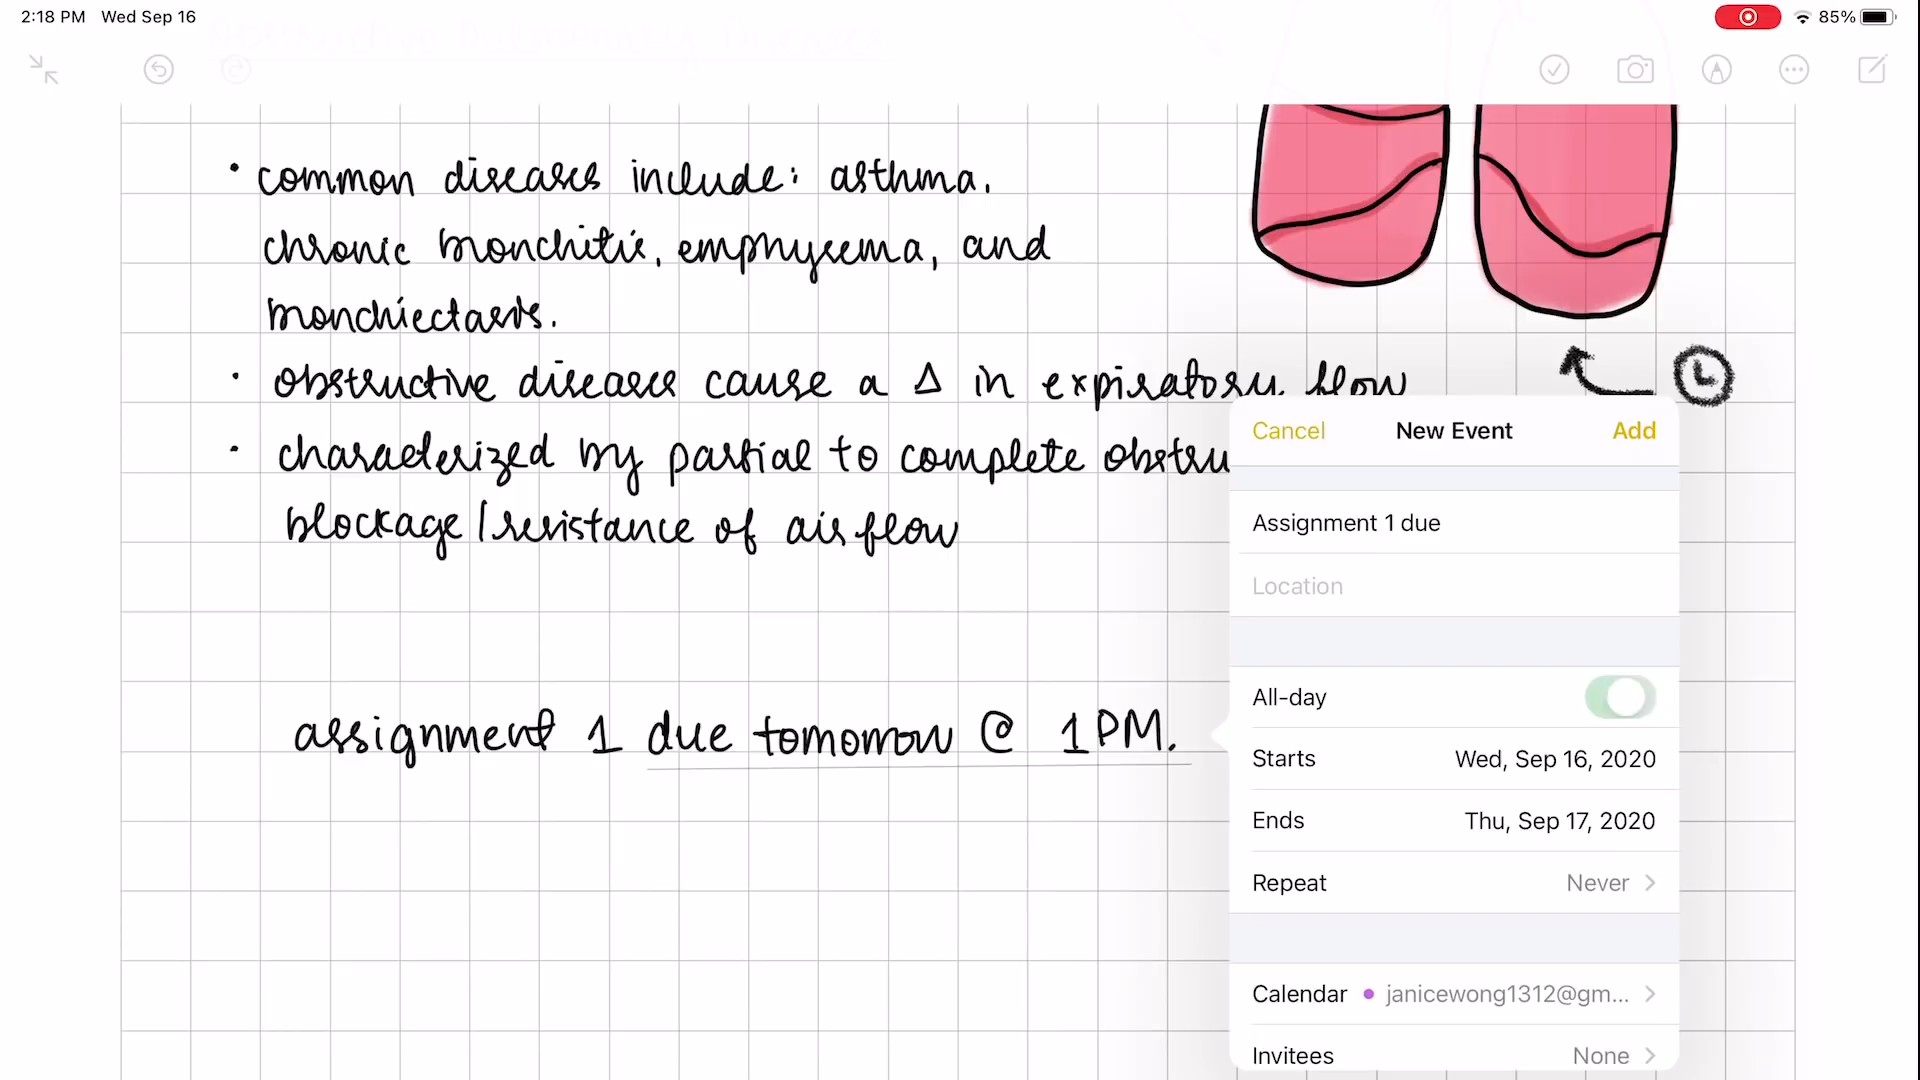 2:18 PM Wed Sep 16
85%
• common diseases include: asthma,
chronic bronchitis, emphysema, and
bronchiectasis.
• obstructive diseases cause a Δ in expiratory flow
• characterized by partial to complete obstru
blockage/resistance of airflow
assignment 1 due tomorrow @ 1PM.
Cancel New Event Add
Assignment 1 due
Location
All-day
Starts Wed, Sep 16, 2020
Ends Thu, Sep 17, 2020
Repeat Never
Calendar • janicewong1312@gm...
Invitees None